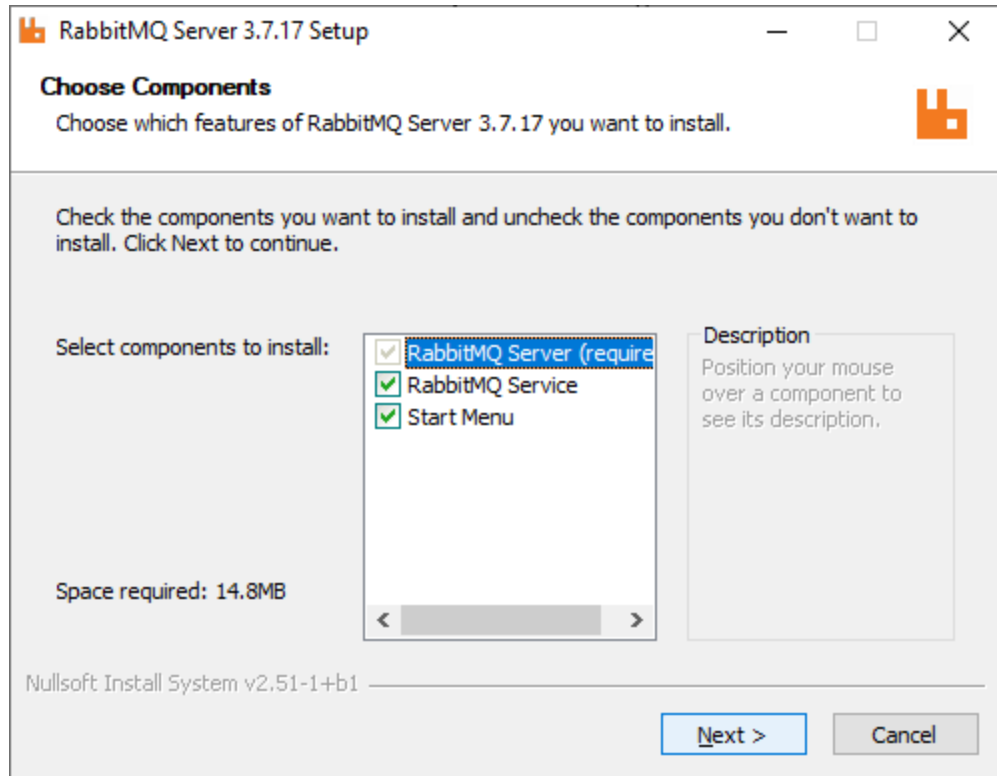 RabbitMQ Server 3.7.17 Setup
Choose Components
Choose which features of RabbitMQ Server 3.7.17 you want to install.
Check the components you want to install and uncheck the components you don't want to
install. Click Next to continue.
Select components to install:
RabbitMQ Server (require
RabbitMQ Service
Start Menu
Description
Position your mouse
over a component to
see its description.
Space required: 14.8MB
Nullsoft Install System v2.51-1+b1
Next >
Cancel